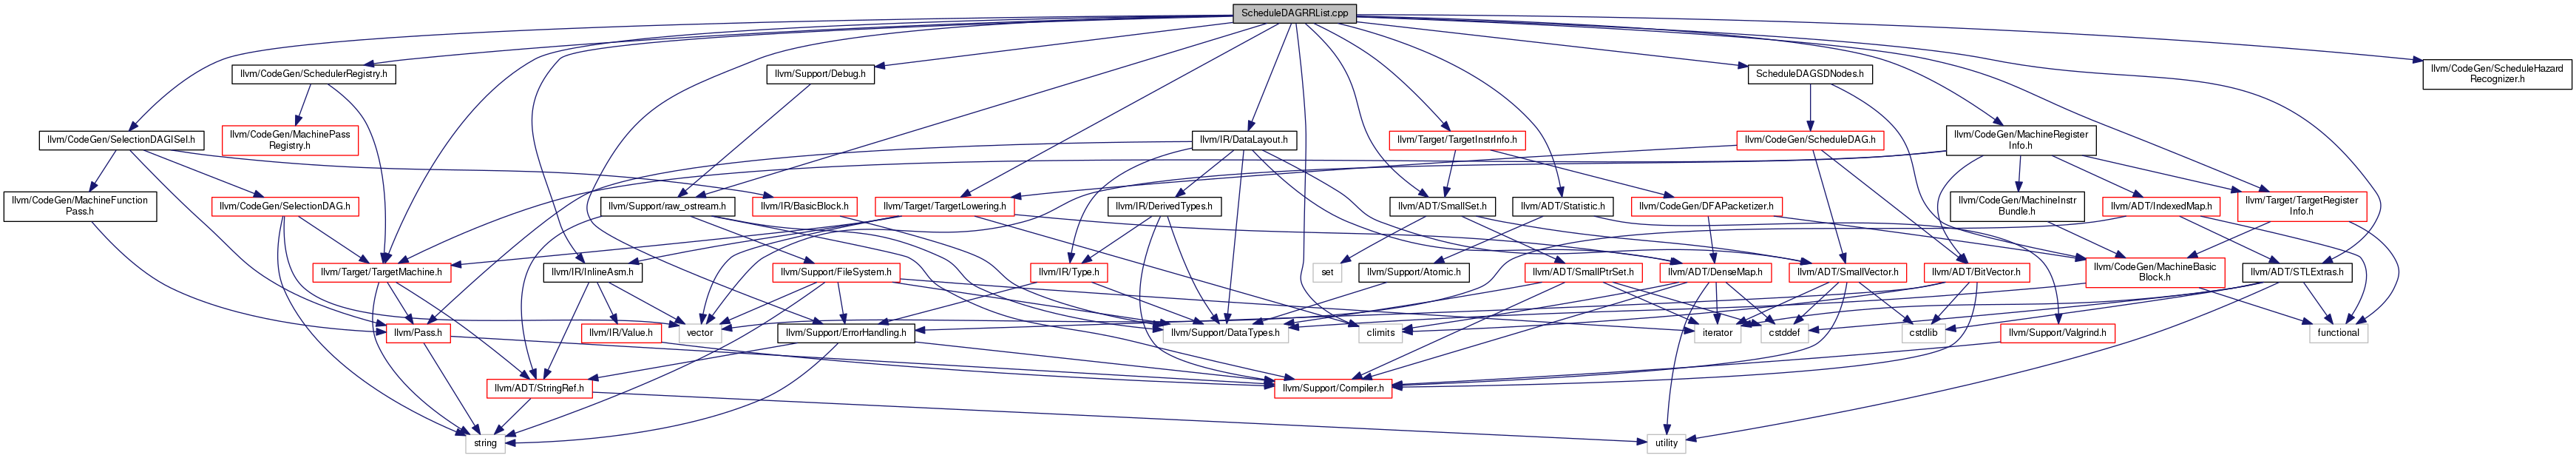 ScheduleDAGRRList.cpp
llvm/CodeGen/SchedulerRegistry.h
llvm/Support/Debug.h
ScheduleDAGSDNodes.h
llvm/CodeGen/ScheduleHazard
Recognizer.h
llvm/CodeGen/SelectionDAGISel.h
llvm/CodeGen/MachinePass
Registry.h
llvm/IR/DataLayout.h
llvm/Target/TargetInstrInfo.h
llvm/CodeGen/ScheduleDAG.h
llvm/CodeGen/MachineRegister
Info.h
llvm/CodeGen/MachineFunction
Pass.h
llvm/CodeGen/SelectionDAG.h
llvm/IR/BasicBlock.h
llvm/Support/raw_ostream.h
llvm/Target/TargetLowering.h
llvm/IR/DerivedTypes.h
llvm/ADT/SmallSet.h
llvm/ADT/Statistic.h
llvm/CodeGen/DFAPacketizer.h
llvm/CodeGen/MachineInstr
Bundle.h
llvm/ADT/IndexedMap.h
llvm/Target/TargetRegister
Info.h
llvm/Target/TargetMachine.h
llvm/IR/InlineAsm.h
llvm/Support/FileSystem.h
llvm/IR/Type.h
set
llvm/Support/Atomic.h
llvm/ADT/SmallPtrSet.h
llvm/ADT/DenseMap.h
llvm/ADT/SmallVector.h
llvm/ADT/BitVector.h
llvm/CodeGen/MachineBasic
Block.h
llvm/ADT/STLExtras.h
llvm/Pass.h
llvm/IR/Value.h
vector
llvm/Support/ErrorHandling.h
llvm/Support/DataTypes.h
climits
iterator
cstddef
cstdlib
llvm/Support/Valgrind.h
functional
llvm/ADT/StringRef.h
llvm/Support/Compiler.h
string
utility